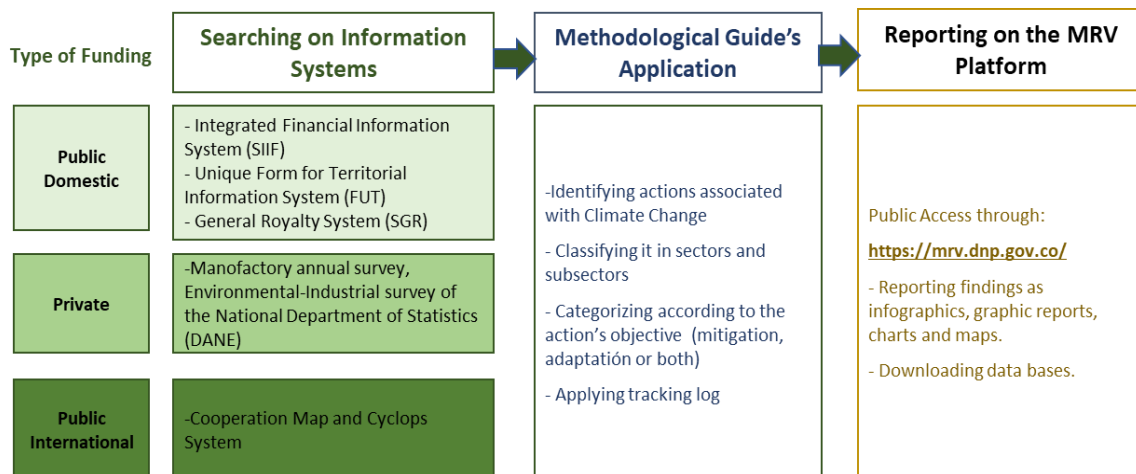 Type of Funding
Searching on Information
Systems
Methodological Guide's
Application
Reporting on the MRV
Platform
Public
Domestic
- Integrated Financial Information
System (SIIF)
- Unique Form for Territorial
Information System (FUT)
- General Royalty System (SGR)
Private
-Manofactory annual survey,
Environmental-Industrial survey of
the National Department of Statistics
(DANE)
Public
International
-Cooperation Map and Cyclops
System
-Identifying actions associated
with Climate Change
- Classifying it in sectors and
subsectors
- Categorizing according to the
action's objective (mitigation,
adaptatión or both)
- Applying tracking log
Public Access through:
https://mrv.dnp.gov.co/
- Reporting findings as
infographics, graphic reports,
charts and maps.
- Downloading data bases.